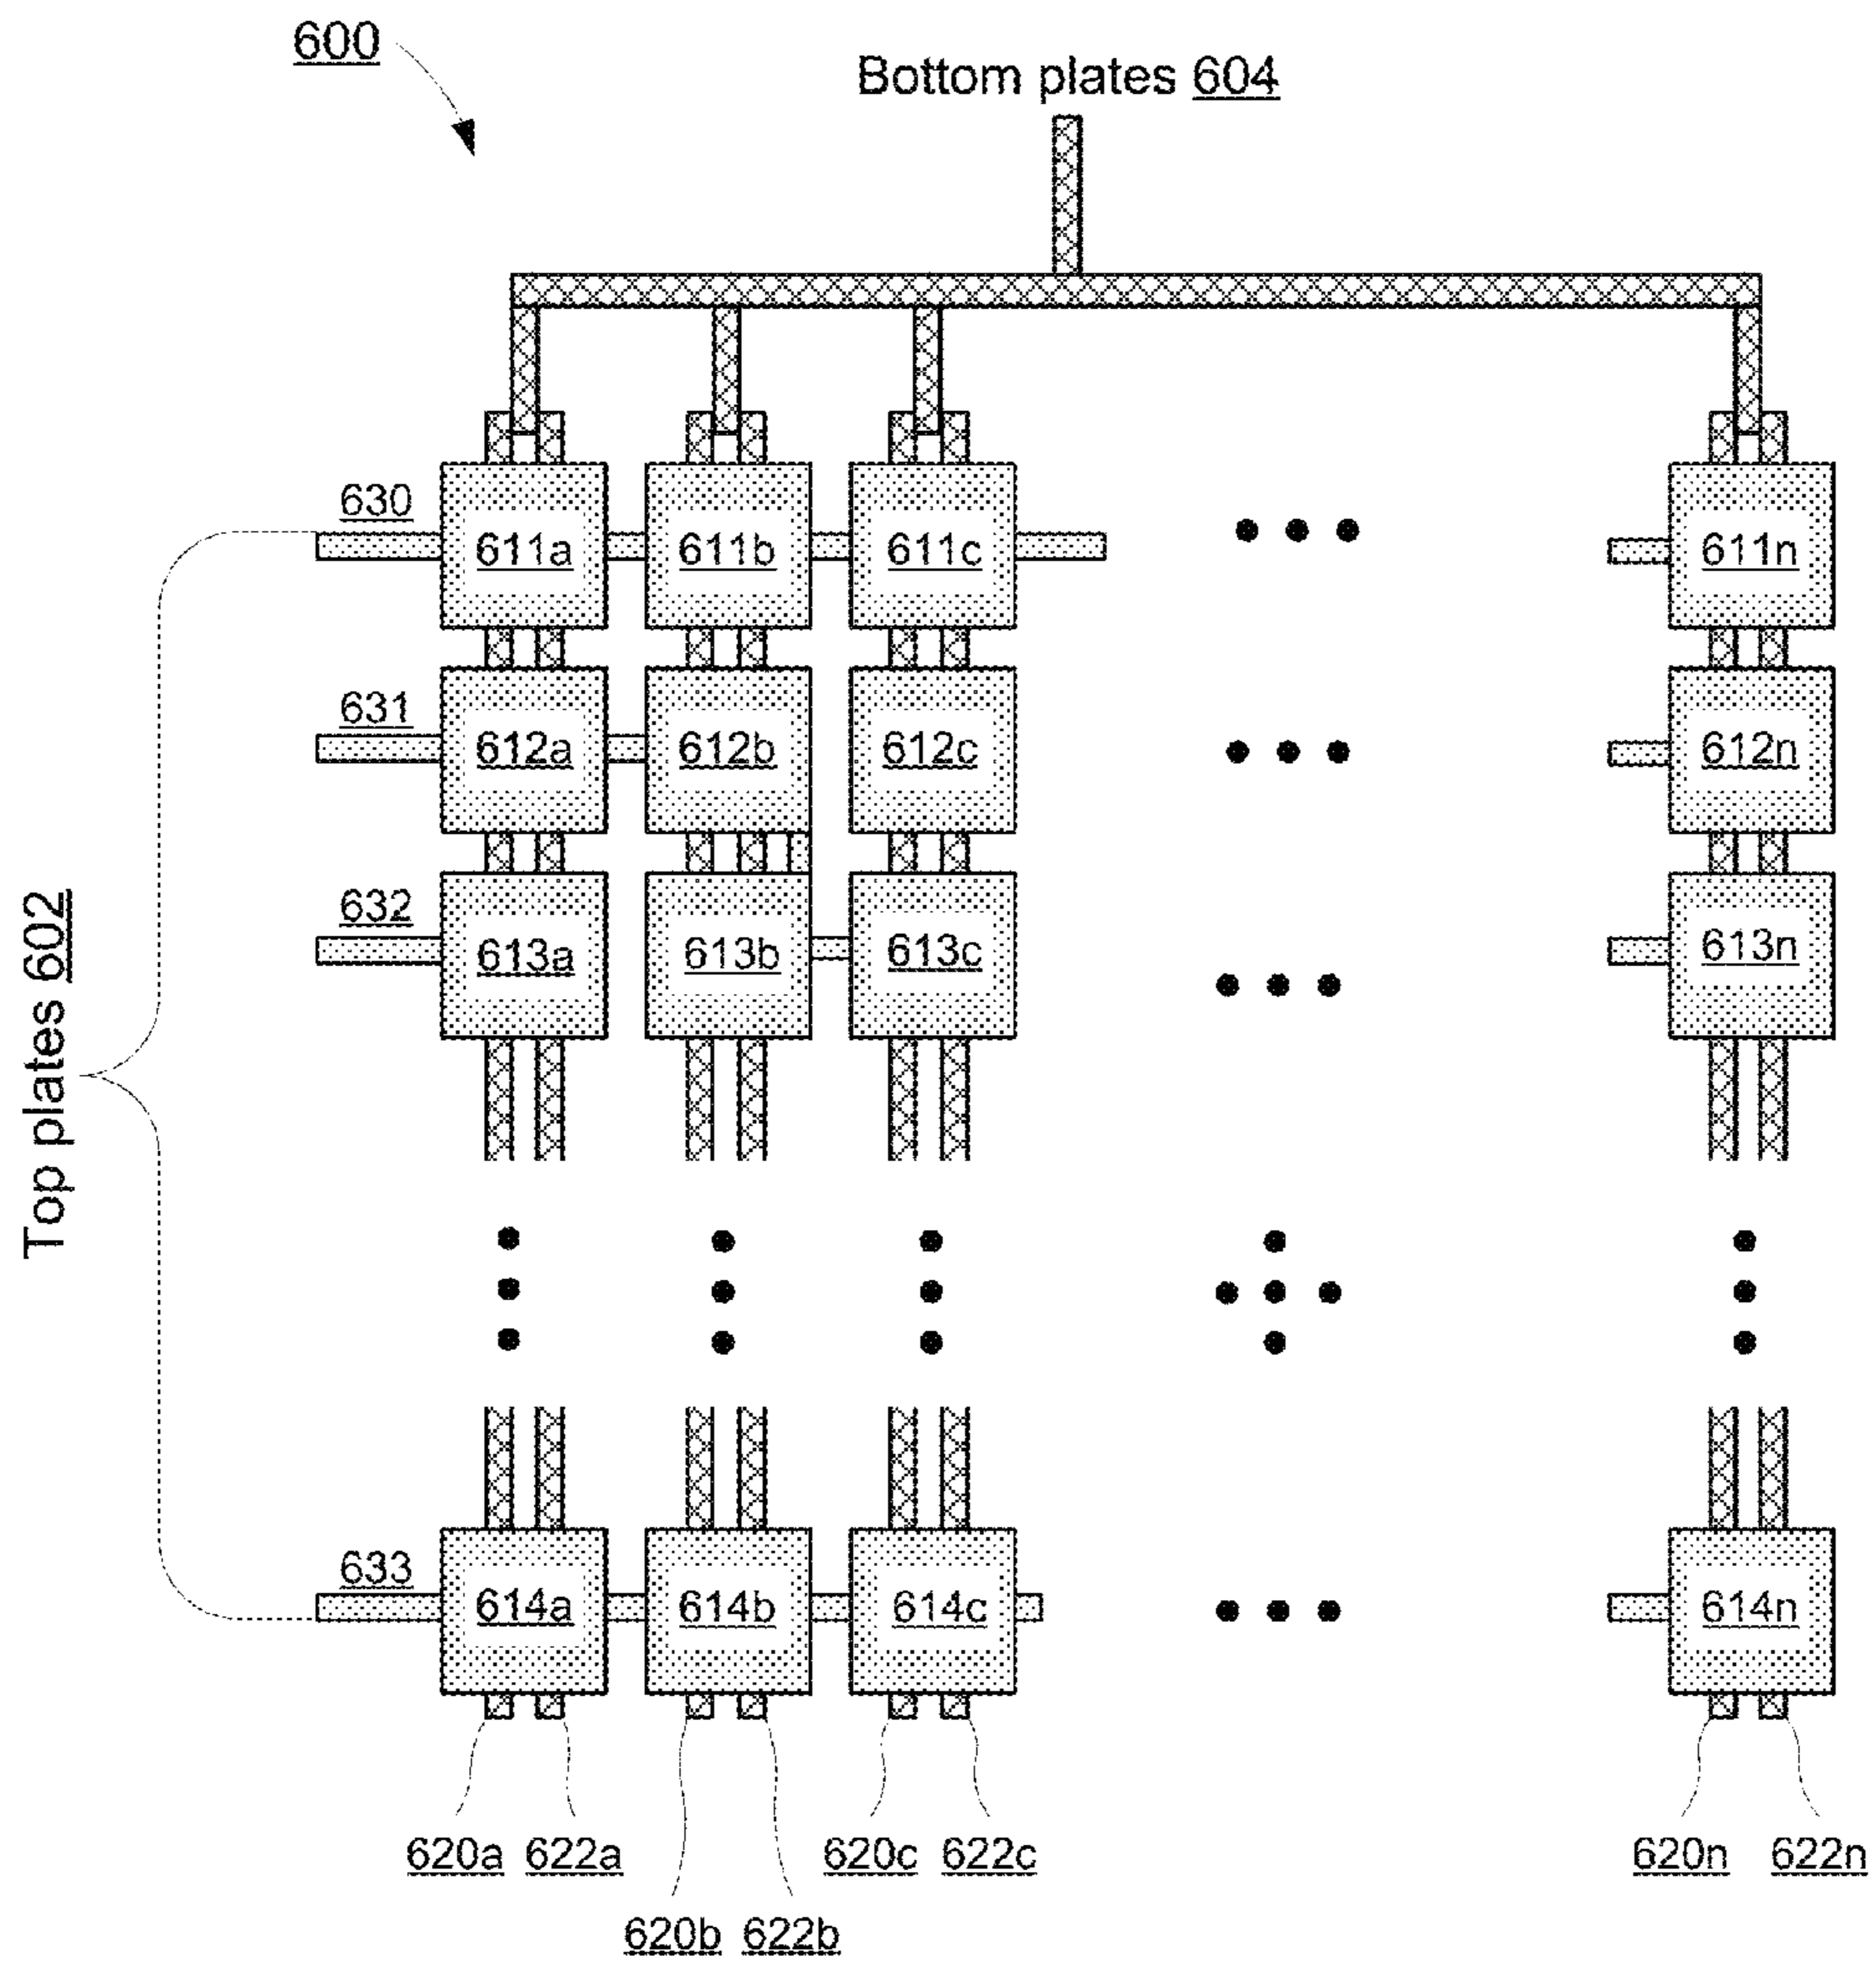 600
Bottom plates 604
630
611a 611b 611c 611n
631
612a 612b 612c 612n
632
613a 613b 613c 613n
Top plates 602
633
614a 614b 614c 614n
620a 622a 620c 622c 620n 622n
620b 622b